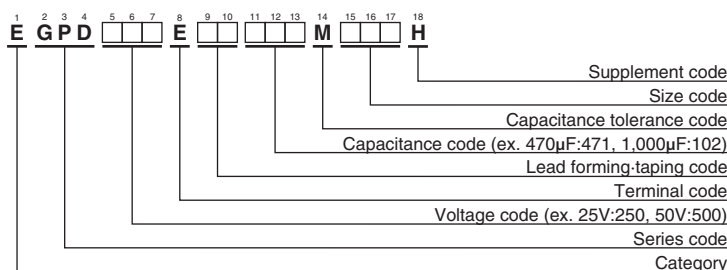 1 2 3 4 5 6 7 8 9 10 11 12 13 14 15 16 17 18
E G P D E M H
Supplement code
Size code
Capacitance tolerance code
Capacitance code (ex. 470μF:471, 1,000μF:102)
Lead forming·taping code
Terminal code
Voltage code (ex. 25V:250, 50V:500)
Series code
Category